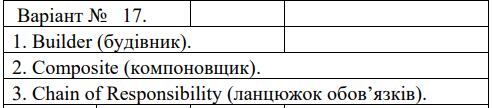 Варіант № 17.
1. Builder (будівник).
2. Composite (компоновщик).
3. Chain of Responsibility (ланцюжок обов’язків).